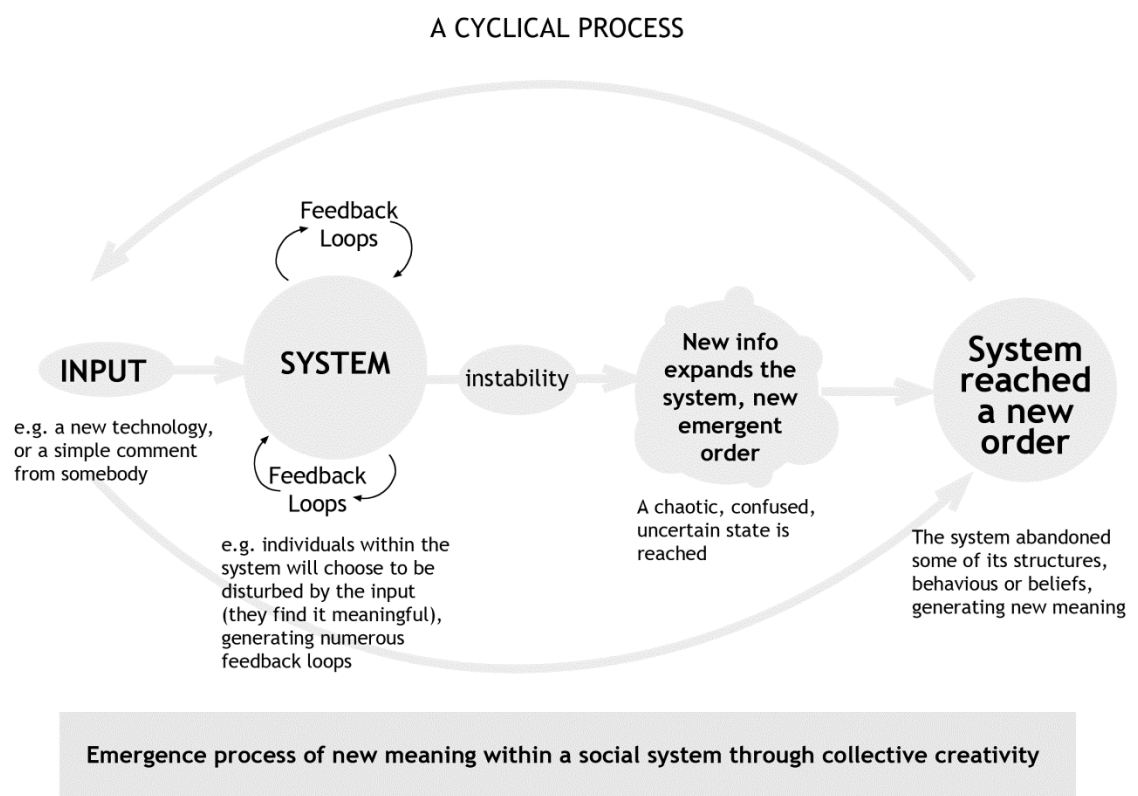 A CYCLICAL PROCESS
Feedback
Loops
INPUT
e.g. a new technology,
or a simple comment
from somebody
SYSTEM
Feedback
Loops
e.g. individuals within the
system will choose to be
disturbed by the input
(they find it meaningful),
generating numerous
feedback loops
instability
New info
expands the
system, new
emergent
order
A chaotic, confused,
uncertain state is
reached
System
reached
a new
order
The system abandoned
some of its structures,
behavious or beliefs,
generating new meaning
Emergence process of new meaning within a social system through collective creativity